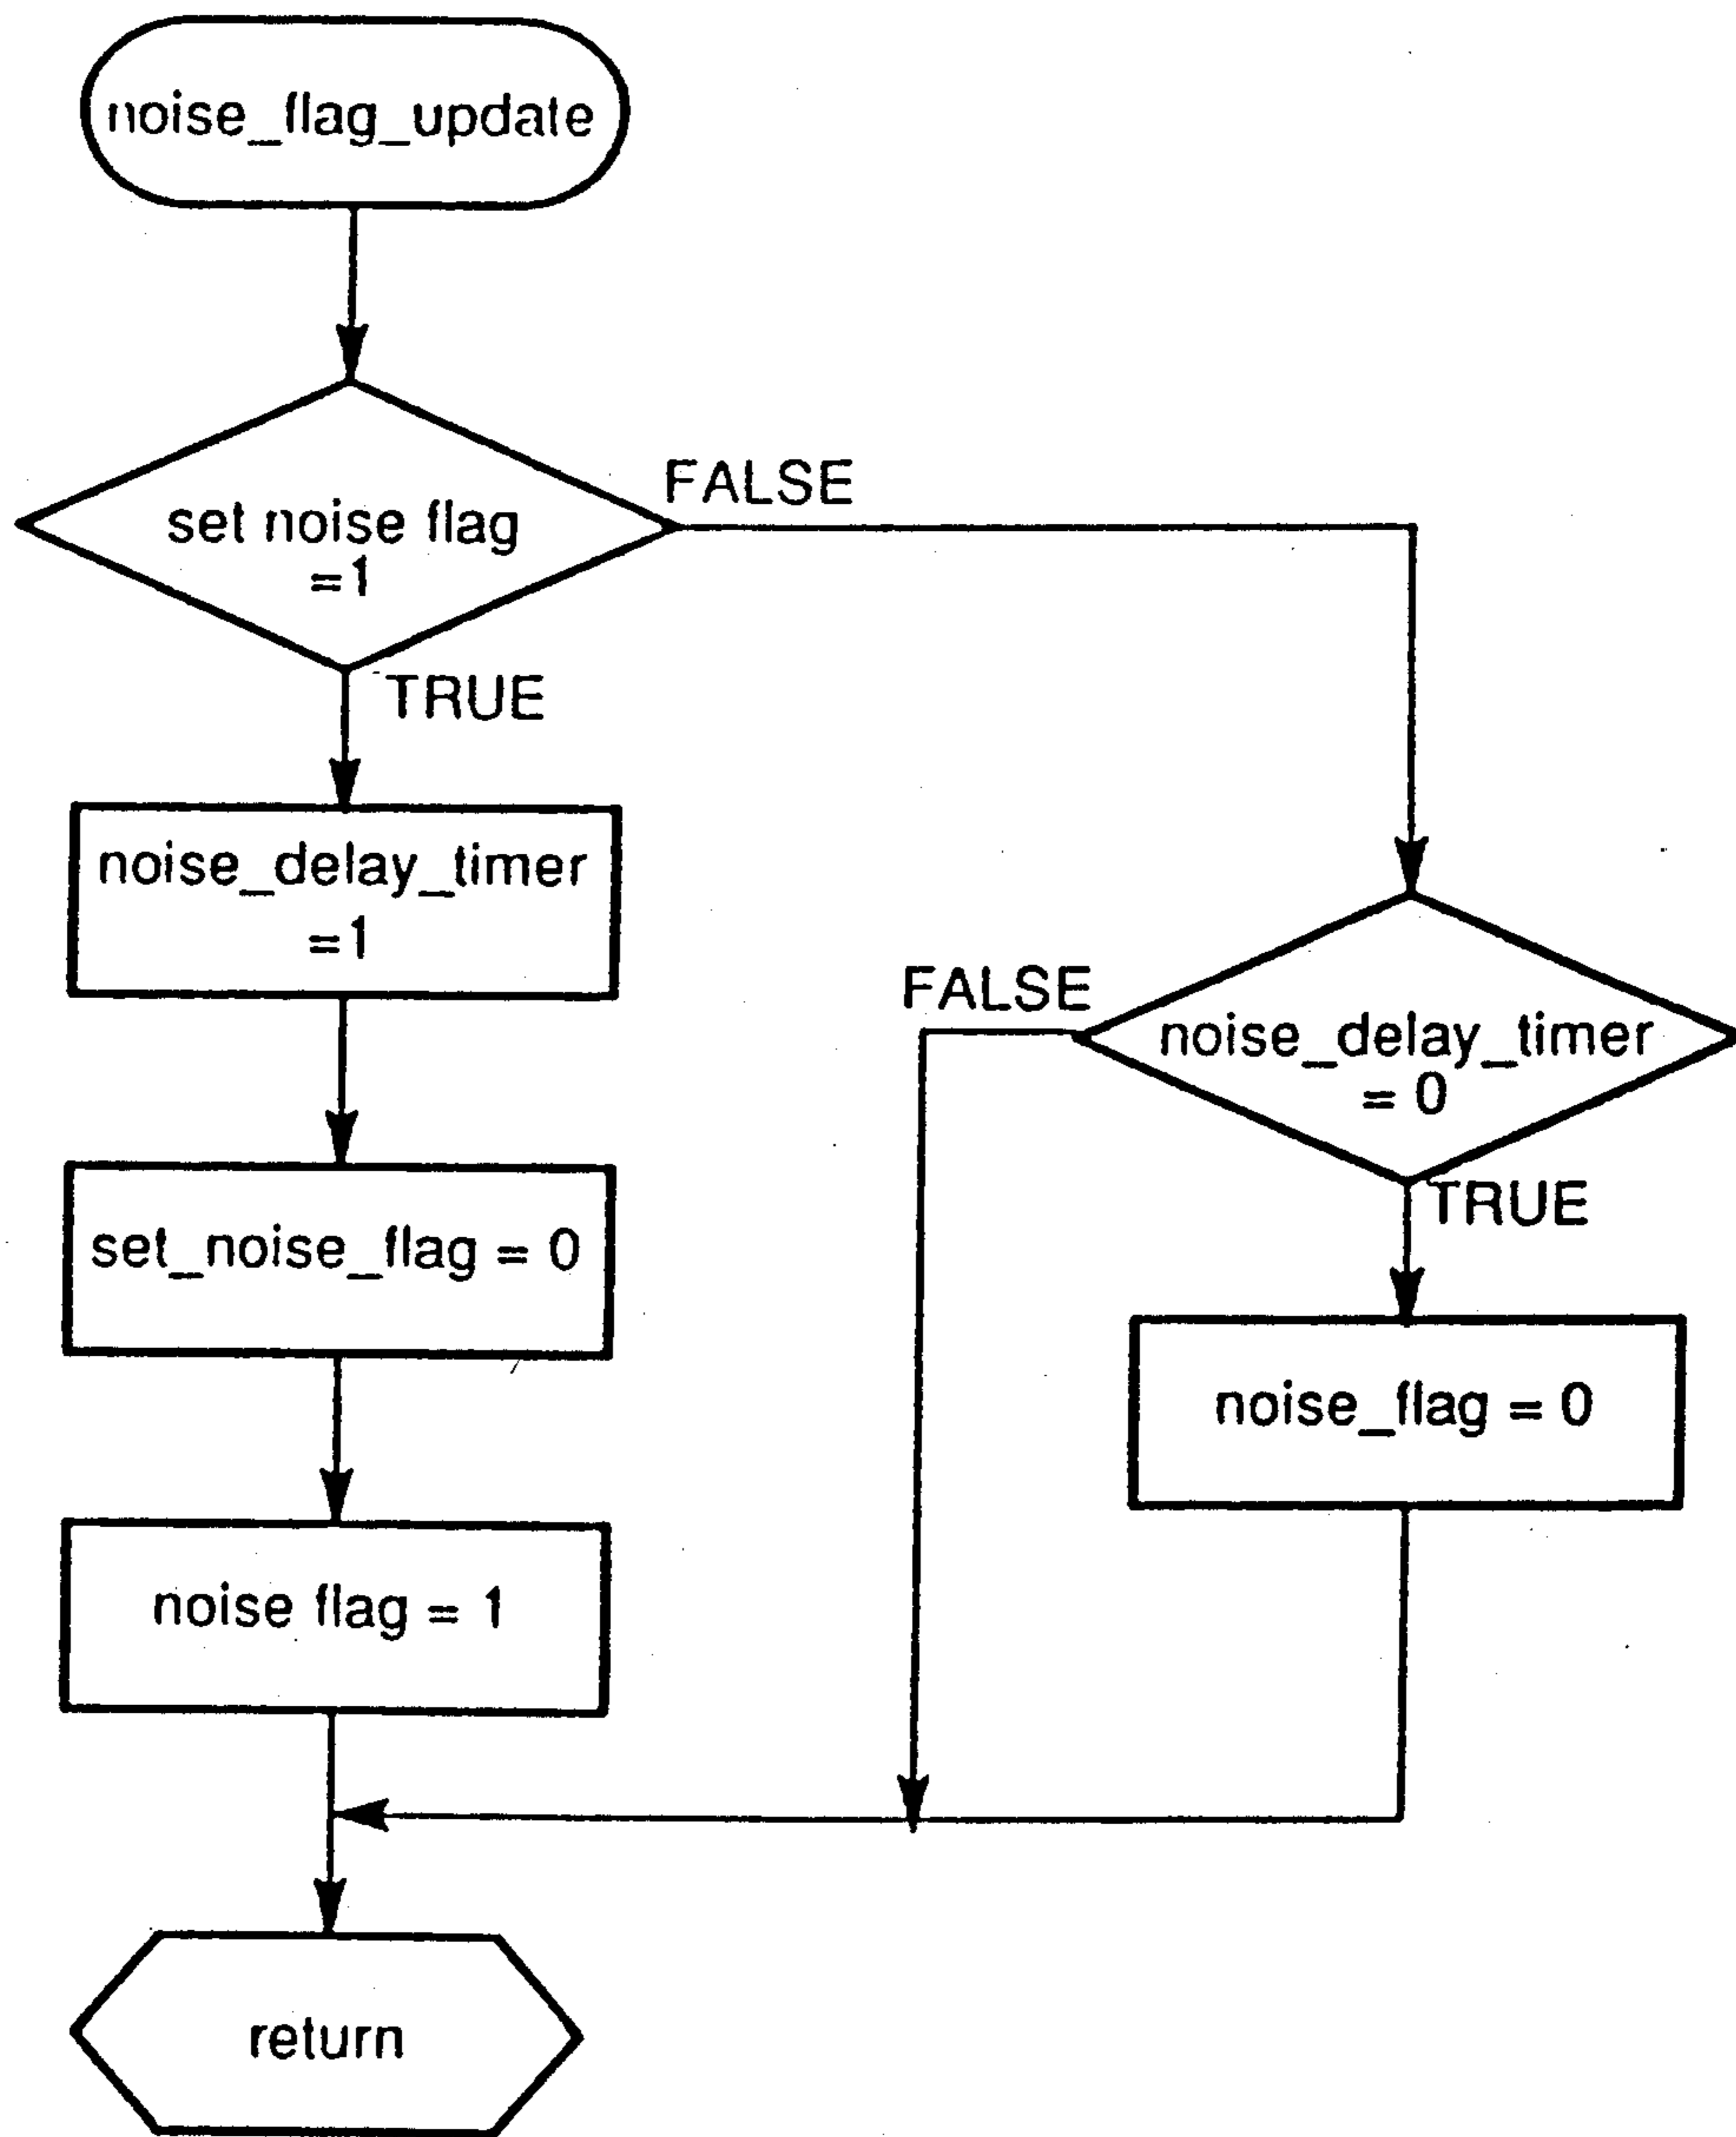 noise_flag_update
set noise flag
=1
FALSE
TRUE
noise_delay_timer
=1
set_noise_flag = 0
noise flag = 1
FALSE
noise_delay_timer
= 0
TRUE
noise_flag = 0
return